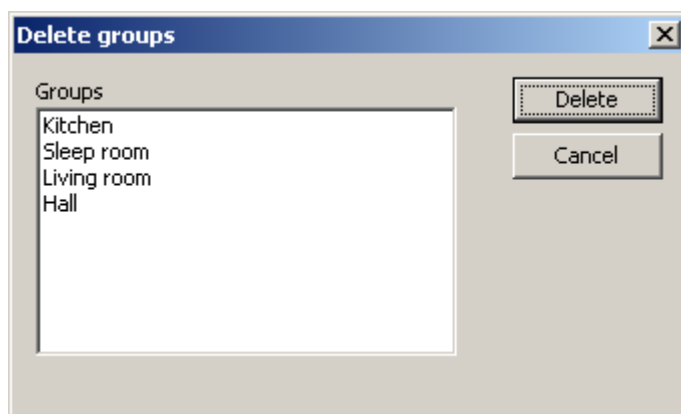 Delete groups
Groups
Kitchen
Sleep room
Living room
Hall
Delete
Cancel